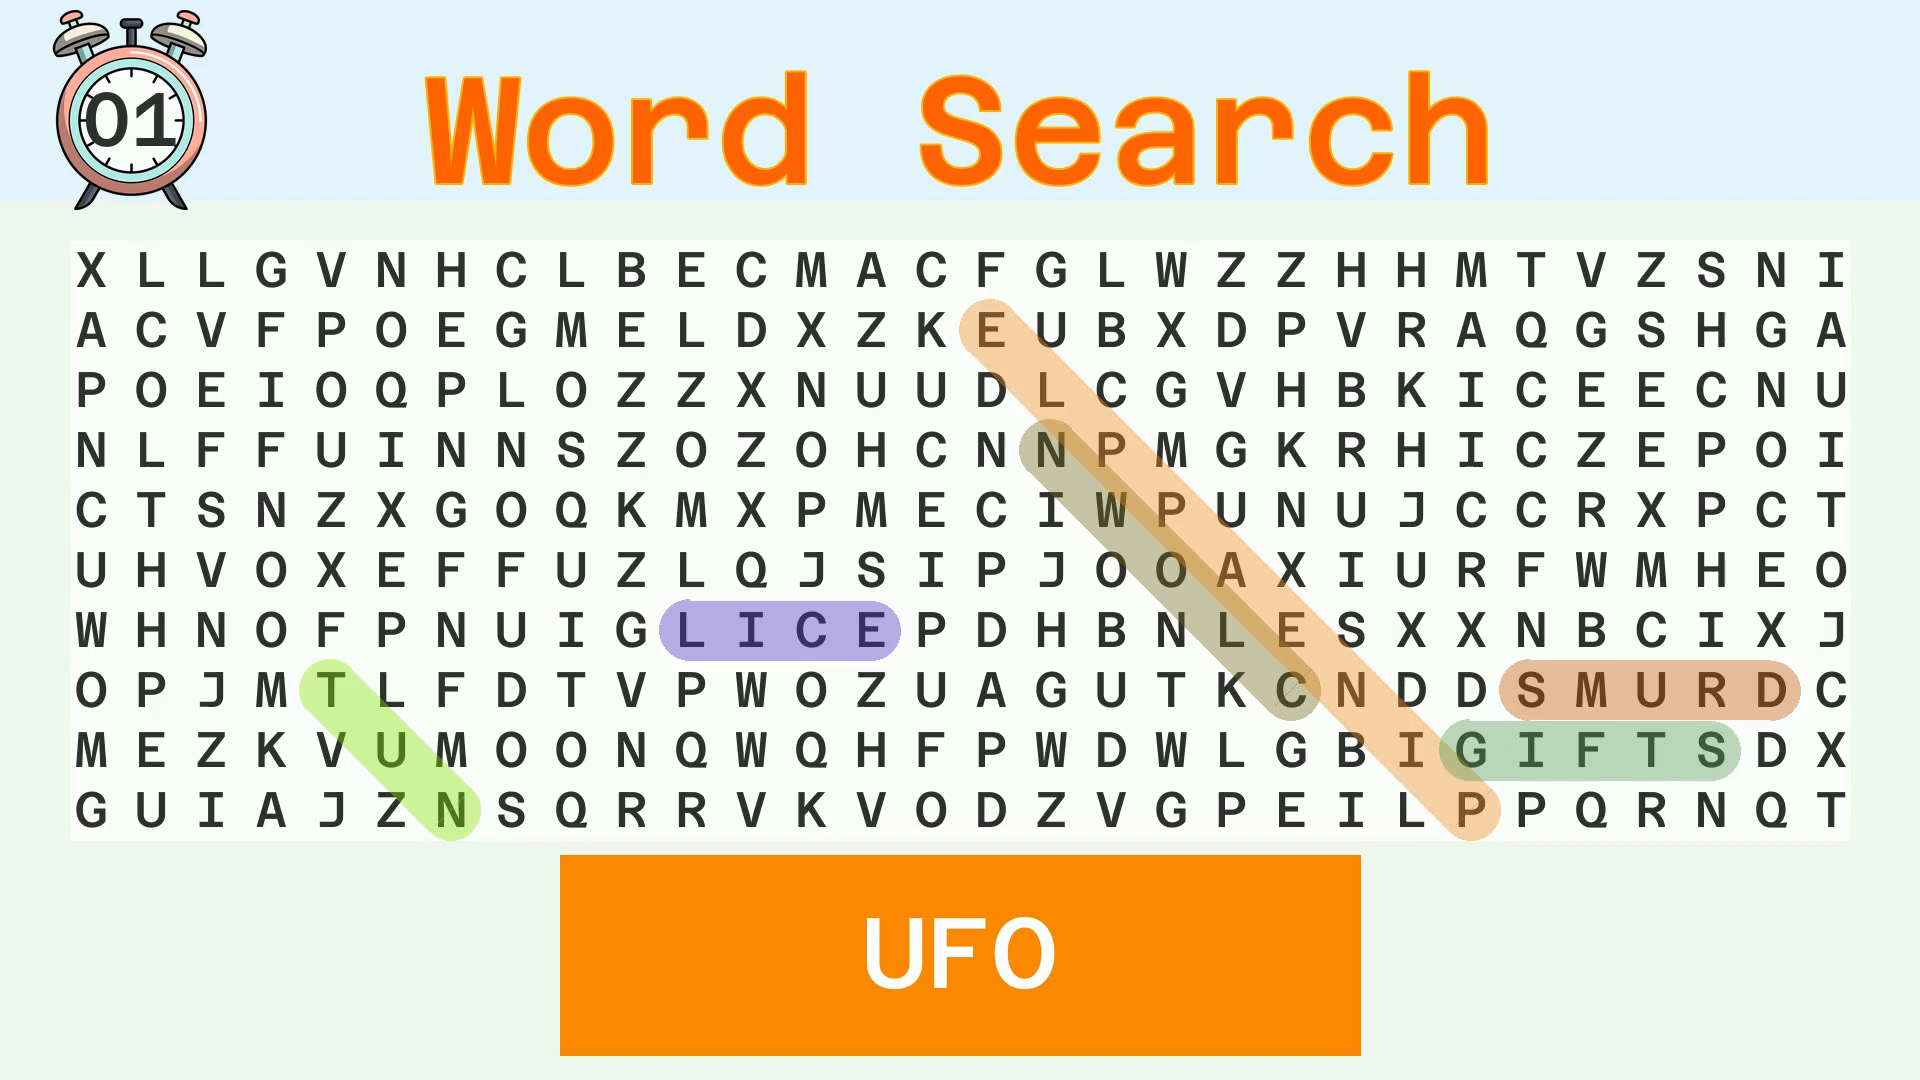 01
Word Search
X L L G V N H C L B E C M A C F G L W Z Z H H M T V Z S N I
A C V F P O E G M E L D X Z K E U B X D P V R A Q G S H G A
P O E I O Q P L O Z Z X N U U D L C G V H B K I C E E C N U
N L F F U I N N S Z O Z O H C N N P M G K R H I C Z E P O I
C T S N Z X G O Q K M X P M E C I W P U N U J C C R X P C T
U H V O X E F F U Z L Q J S I P J O O A X I U R F W M H E O
W H N O F P N U I G L I C E P D H B N L E S X X N B C I X J
O P J M T L F D T V P W O Z U A G U T K C N D D S M U R D C
M E Z K V U M O O N Q W Q H F P W D W L G B I G I F T S D X
G U I A J Z N S Q R R V K V O D Z V G P E I L P P Q R N Q T
UFO